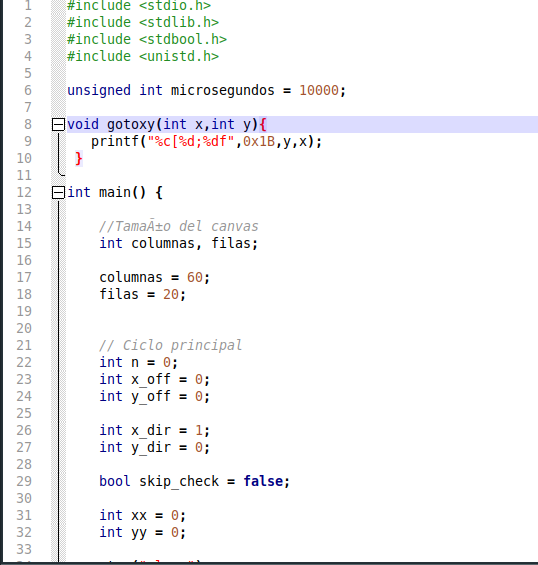 1 #include <stdio.h>
2 #include <stdlib.h>
3 #include <stdbool.h>
4 #include <unistd.h>
5
6 unsigned int microsegundos = 10000;
7
8 void gotoxy(int x,int y){
9 printf("%c[%d;%df",0x1B,y,x);
10 }
11
12 int main() {
13
14 //TamaÃ±o del canvas
15 int columnas, filas;
16
17 columnas = 60;
18 filas = 20;
19
20
21 // Ciclo principal
22 int n = 0;
23 int x_off = 0;
24 int y_off = 0;
25
26 int x_dir = 1;
27 int y_dir = 0;
28
29 bool skip_check = false;
30
31 int xx = 0;
32 int yy = 0;
33